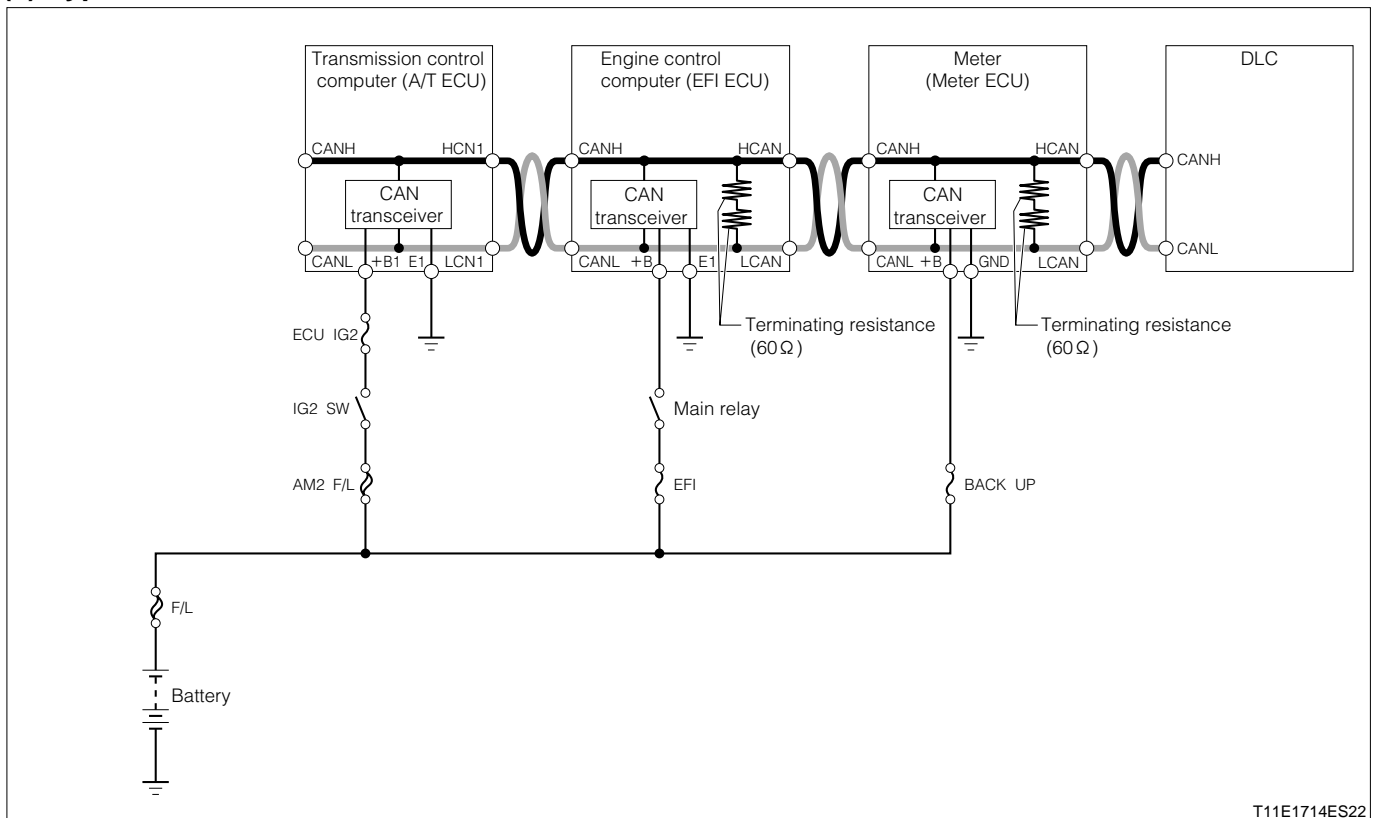 Transmission control
computer (A/T ECU)
Engine control
computer (EFI ECU)
Meter
(Meter ECU)
DLC
CANH
HCN1
CANH
HCAN
CANH
HCAN
CANH
CAN
transceiver
CAN
transceiver
CAN
transceiver
CANL
+B1
E1
LCN1
CANL
+B
E1
LCAN
CANL
+B
GND
LCAN
CANL
Terminating resistance
(60Ω)
Terminating resistance
(60Ω)
ECU IG2
IG2 SW
Main relay
AM2 F/L
EFI
BACK UP
F/L
Battery
T11E1714ES22